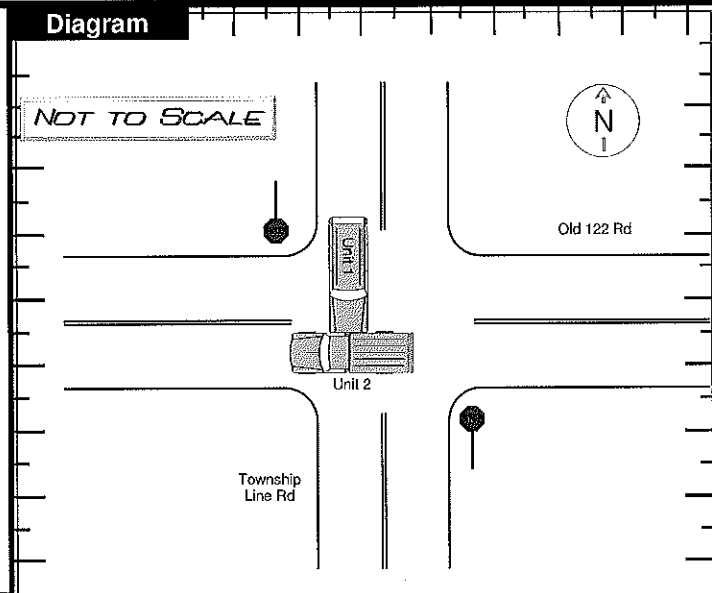 Diagram
NOT TO SCALE
N
Old 122 Rd
Unit 1
Unit 2
Township
Line Rd